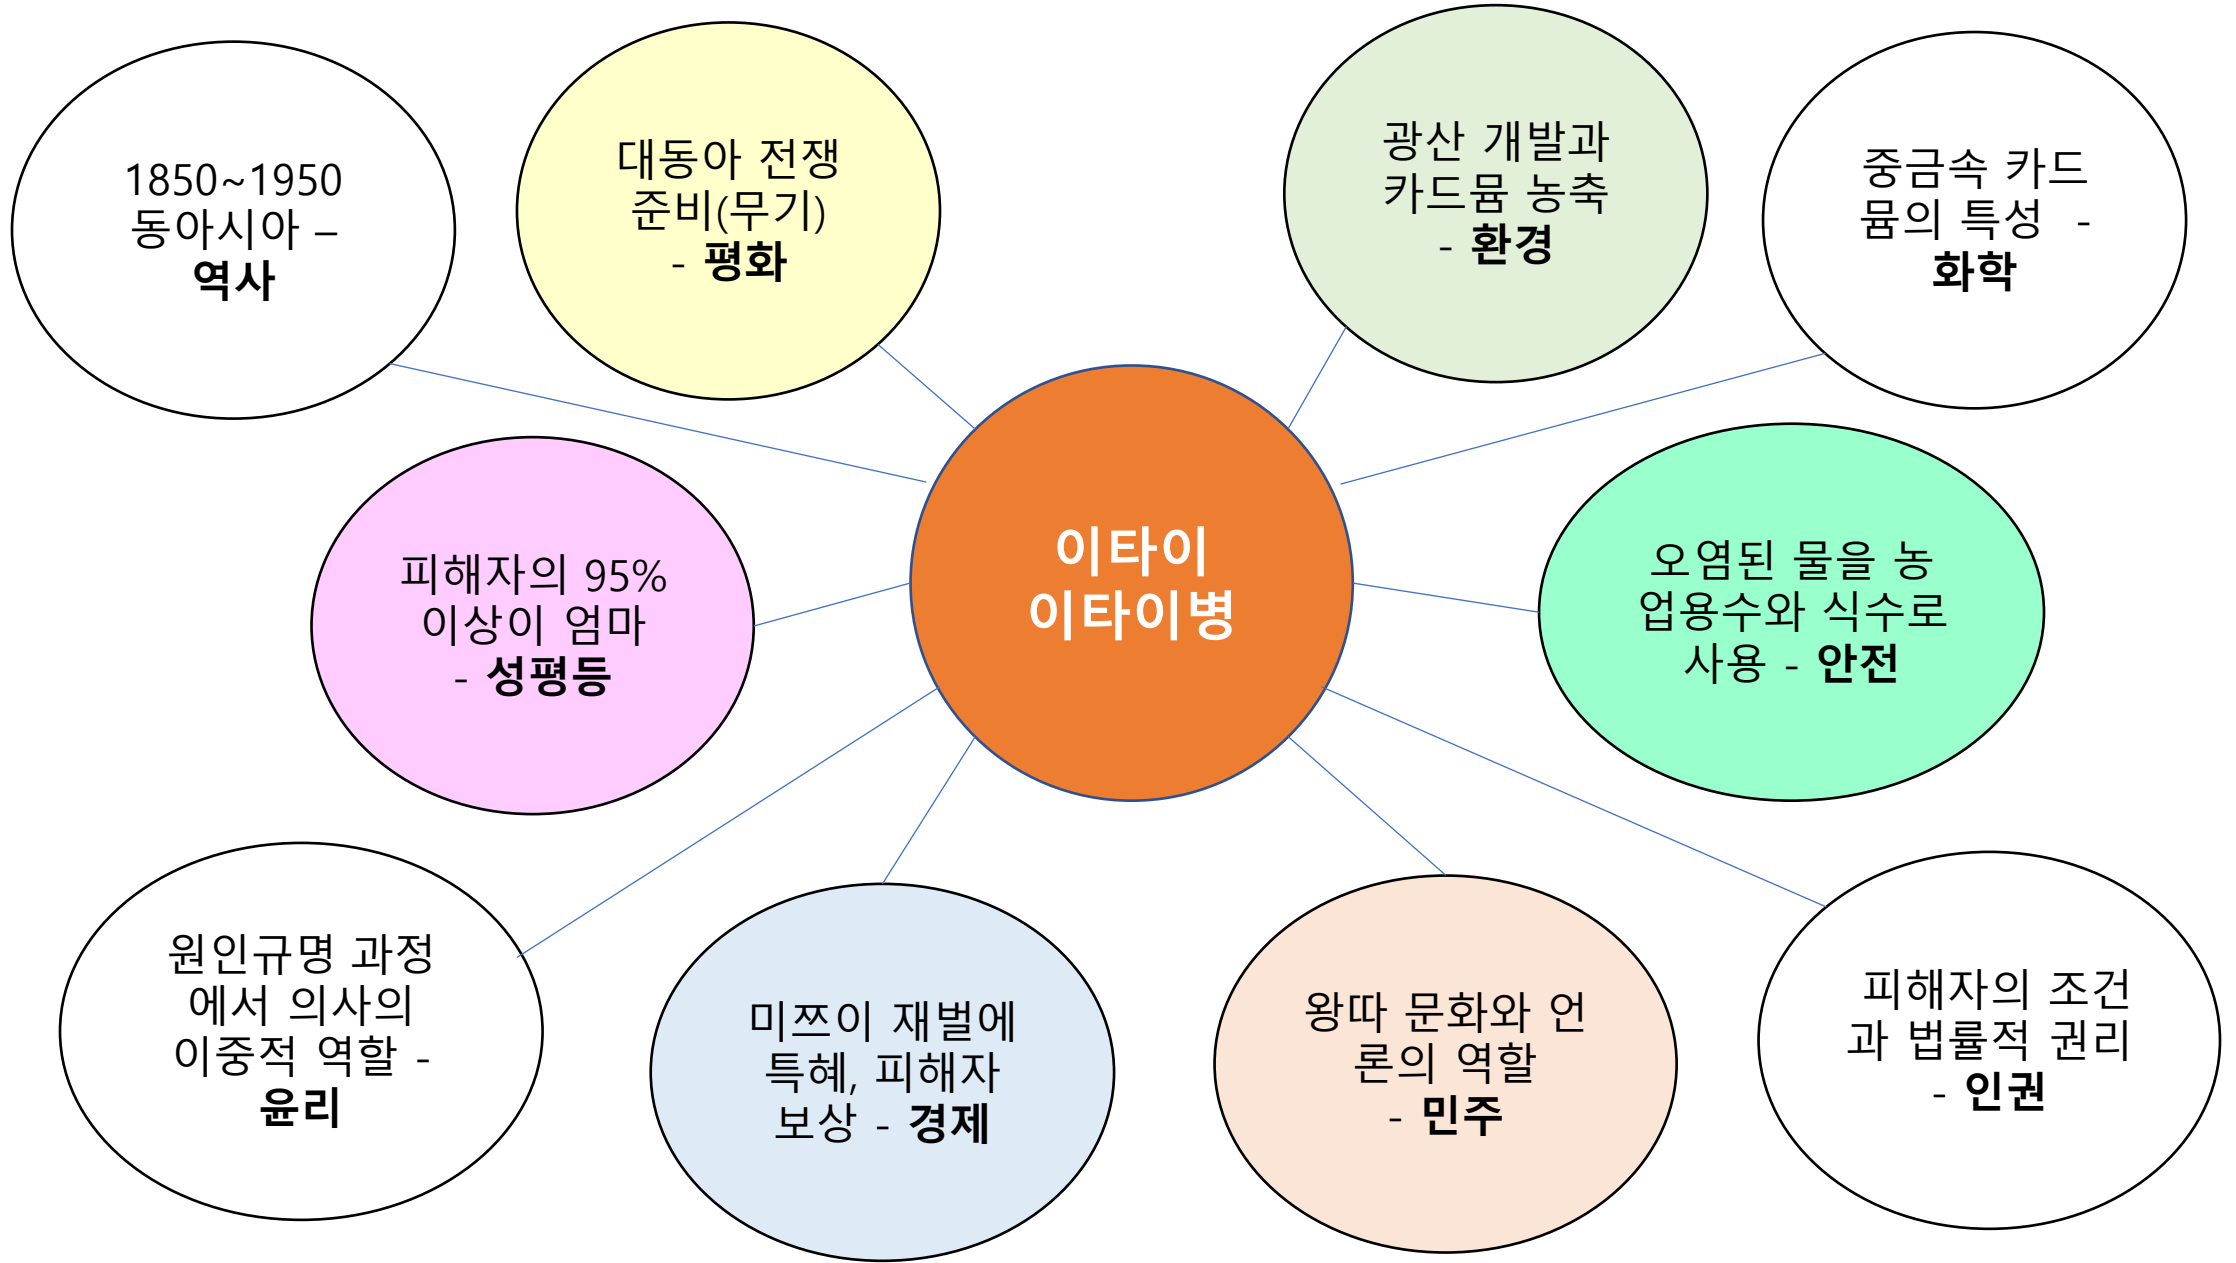 1850~1950
동아시아 –
역사
대동아 전쟁
준비(무기)
- 평화
광산 개발과
카드뮴 농축
- 환경
중금속 카드
뮴의 특성 -
화학
이타이
이타이병
피해자의 95%
이상이 엄마
- 성평등
오염된 물을 농
업용수와 식수로
사용 - 안전
원인규명 과정
에서 의사의
이중적 역할 -
윤리
미쯔이 재벌에
특혜, 피해자
보상 - 경제
왕따 문화와 언
론의 역할
- 민주
피해자의 조건
과 법률적 권리
- 인권